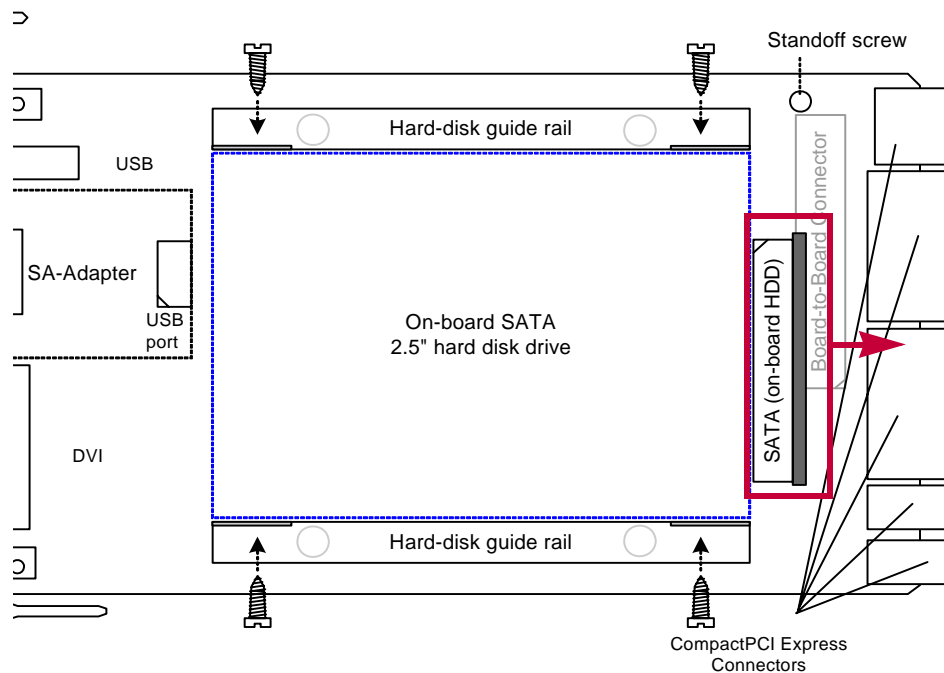 Standoff screw
Hard-disk guide rail
USB
Board-to-Board Connector
SA-Adapter
USB
port
On-board SATA
2.5" hard disk drive
SATA (on-board HDD)
DVI
Hard-disk guide rail
CompactPCI Express
Connectors